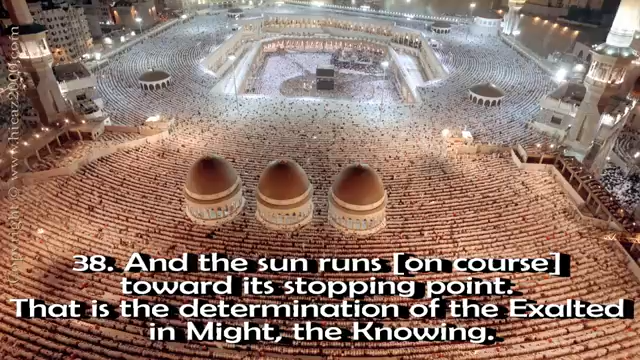 38. And the sun runs [on course]
toward its stopping point.
That is the determination of the Exalted
in Might, the Knowing.